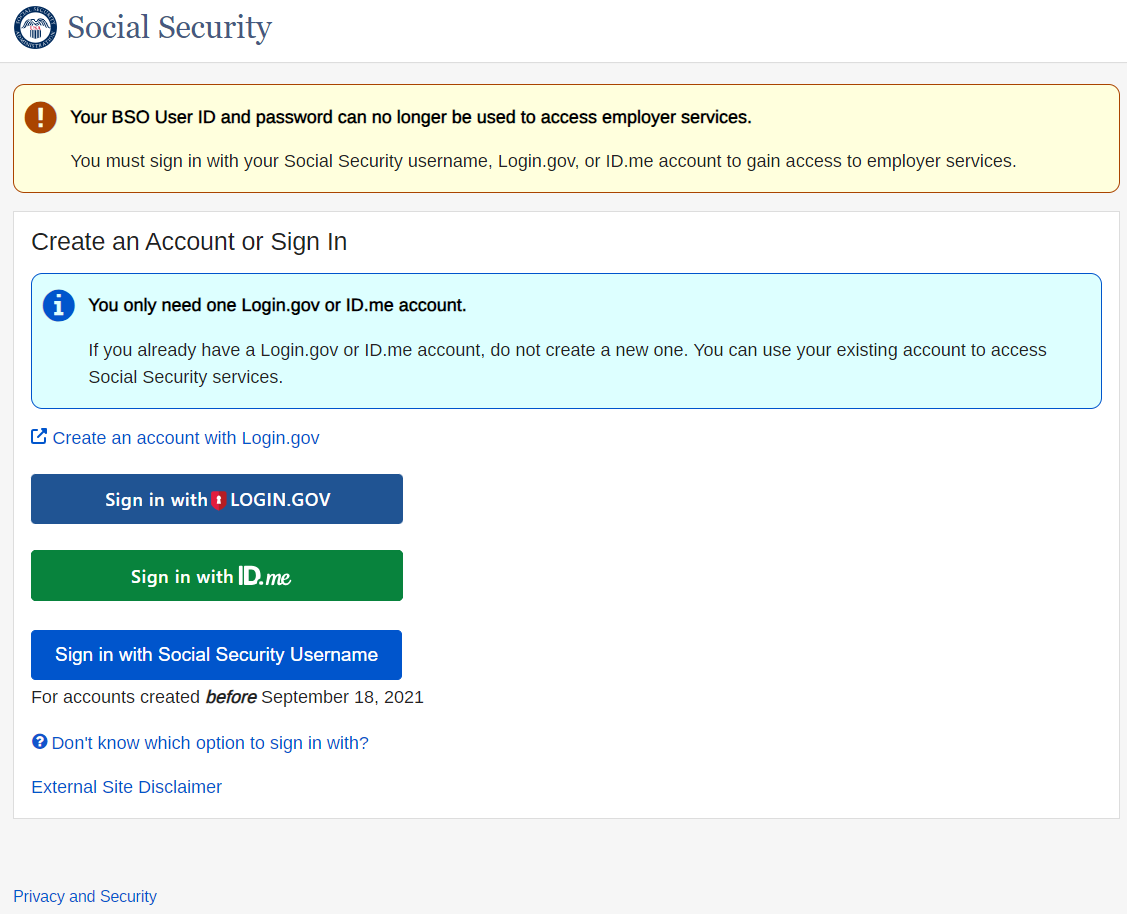 Social Security
Your BSO User ID and password can no longer be used to access employer services.
You must sign in with your Social Security username, Login.gov, or ID.me account to gain access to employer services.
Create an Account or Sign In
You only need one Login.gov or ID.me account.
If you already have a Login.gov or ID.me account, do not create a new one. You can use your existing account to access
Social Security services.
Create an account with Login.gov
Sign in with LOGIN.GOV
Sign in with ID.me
Sign in with Social Security Username
For accounts created before September 18, 2021
Don't know which option to sign in with?
External Site Disclaimer
Privacy and Security